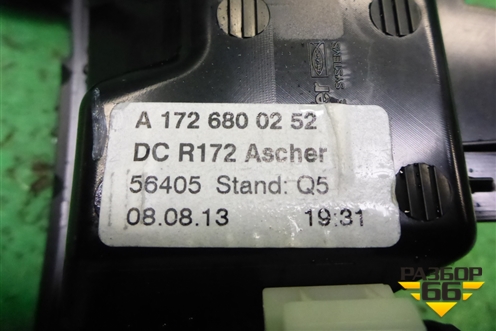 A 172 680 02 52
DC R172 Ascher
56405 Stand: Q5
08.08.13 19:31
РАЗБОР
66